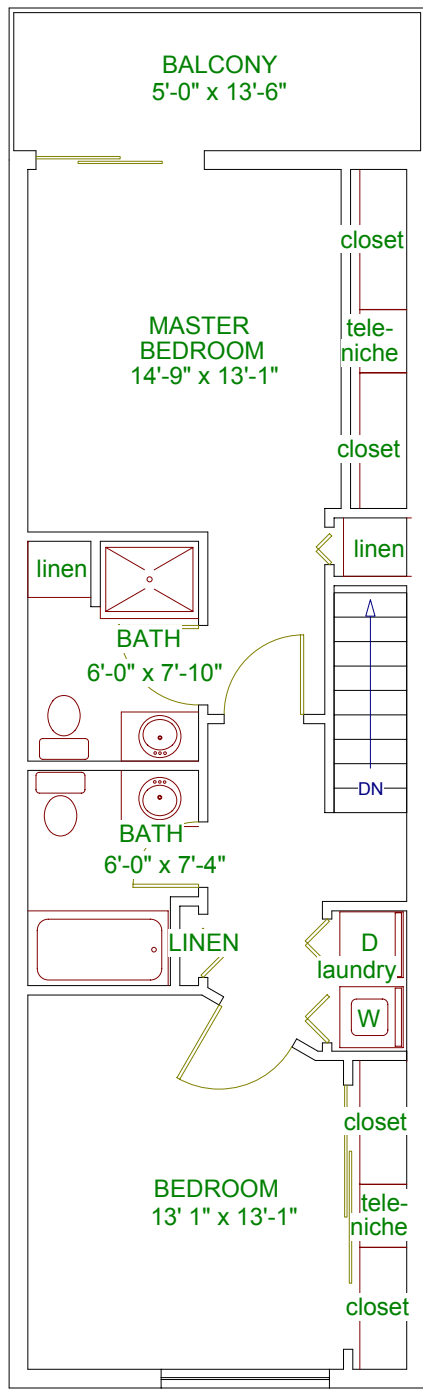 BALCONY
5'-0" x 13'-6"
closet
MASTER
BEDROOM
14'-9" x 13'-1"
tele-
niche
closet
linen
linen
BATH
6'-0" x 7'-10"
DN
BATH
6'-0" x 7'-4"
LINEN
D
laundry
W
closet
BEDROOM
13' 1" x 13'-1"
tele-
niche
closet